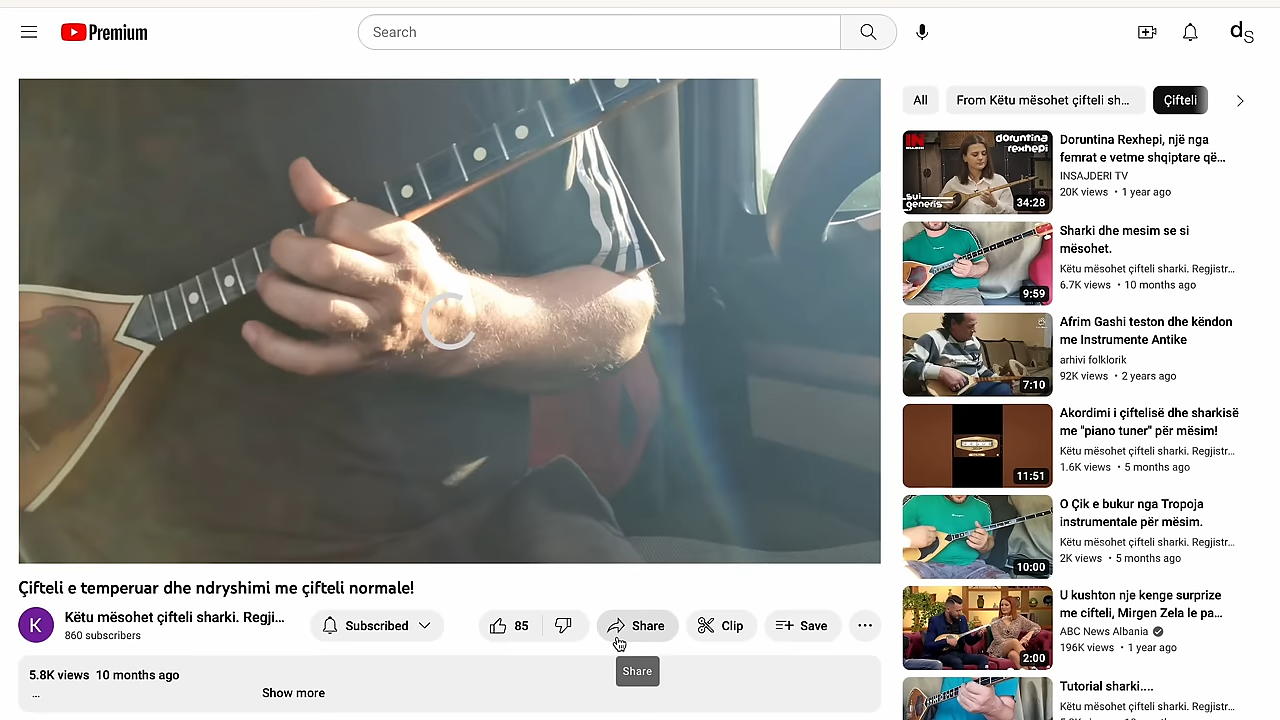 Premium
Search
dS
All
From Këtu mësohet çifteli sh...
Çifteli
IN
doruntina
rexhepi
sui
generis
34:28
Doruntina Rexhepi, një nga
femrat e vetme shqiptare që...
INSAJDERI TV
20K views • 1 year ago
9:59
Sharki dhe mesim se si
mësohet.
Këtu mësohet çifteli sharki. Regjistr...
6.7K views • 10 months ago
7:10
Afrim Gashi teston dhe këndon
me Instrumente Antike
arhivi folklorik
92K views • 2 years ago
11:51
Akordimi i çiftelisë dhe sharkisë
me "piano tuner" për mësim!
Këtu mësohet çifteli sharki. Regjistr...
1.6K views • 5 months ago
10:00
O Çik e bukur nga Tropoja
instrumentale për mësim.
Këtu mësohet çifteli sharki. Regjistr...
2K views • 5 months ago
2:00
U kushton nje kenge surprize
me cifteli, Mirgen Zela le pa...
ABC News Albania
196K views • 1 year ago
Tutorial sharki....
Këtu mësohet çifteli sharki. Regjistr...
Çifteli e temperuar dhe ndryshimi me çifteli normale!
K
Këtu mësohet çifteli sharki. Regji...
860 subscribers
Subscribed
85
Share
Clip
Save
...
Share
5.8K views 10 months ago
...
Show more